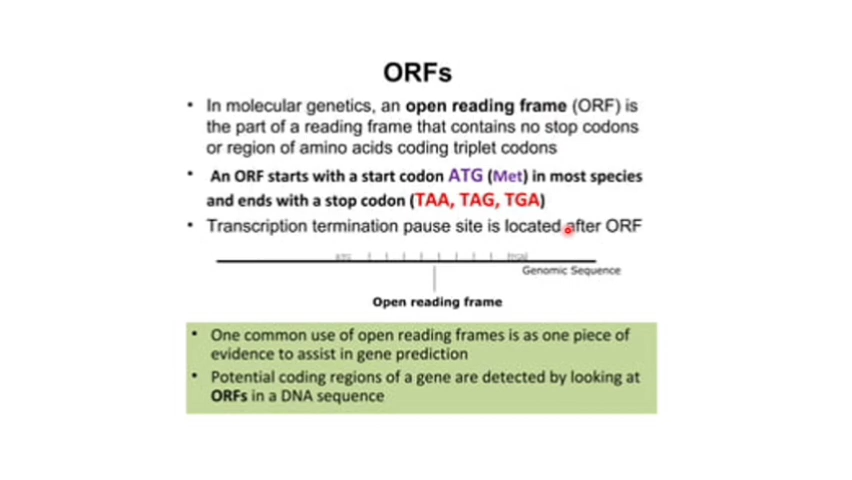 ORFs
• In molecular genetics, an open reading frame (ORF) is
the part of a reading frame that contains no stop codons
or region of amino acids coding triplet codons
• An ORF starts with a start codon ATG (Met) in most species
and ends with a stop codon (TAA, TAG, TGA)
• Transcription termination pause site is located after ORF
ATG
Genomic Sequence
Open reading frame
• One common use of open reading frames is as one piece of
evidence to assist in gene prediction
• Potential coding regions of a gene are detected by looking at
ORFs in a DNA sequence